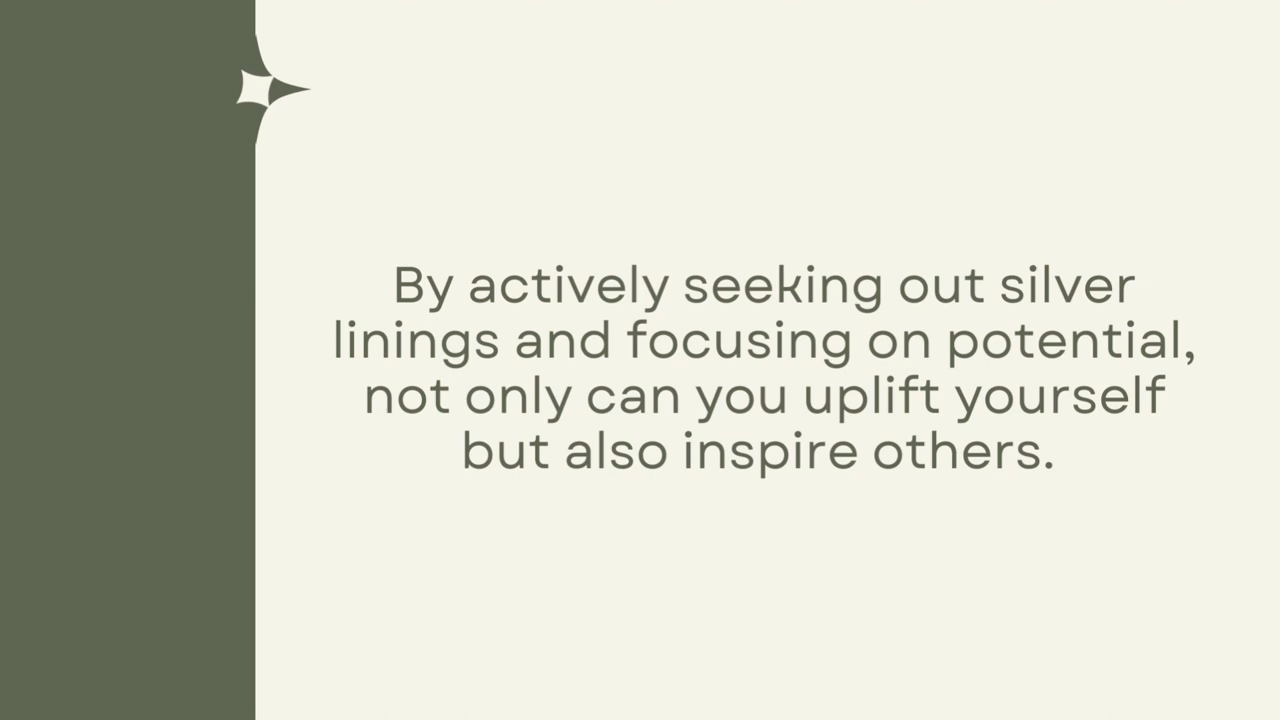 By actively seeking out silver
linings and focusing on potential,
not only can you uplift yourself
but also inspire others.